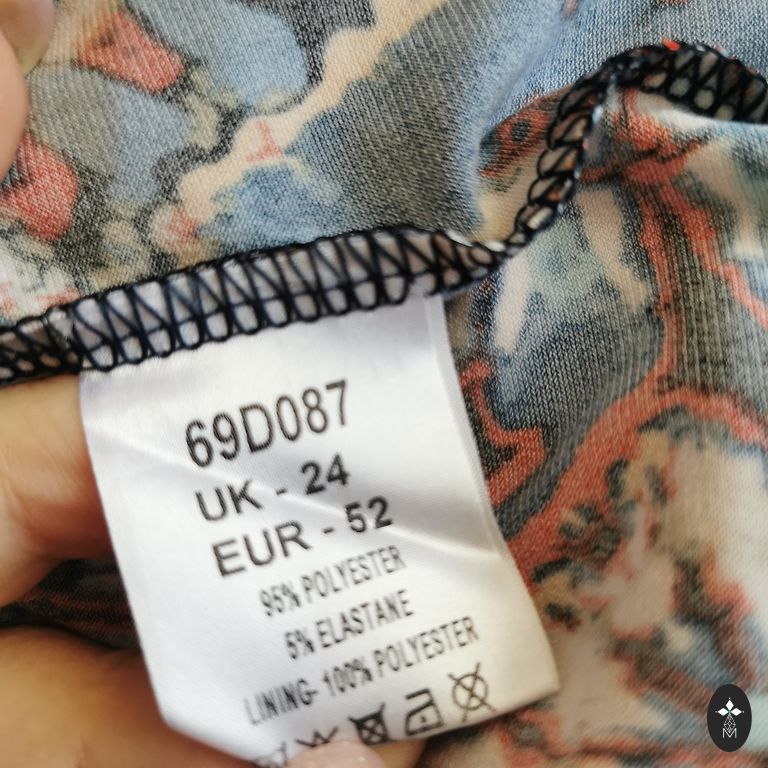 69D087
UK - 24
EUR - 52
95% POLYESTER
5% ELASTANE
LINING- 100% POLYESTER